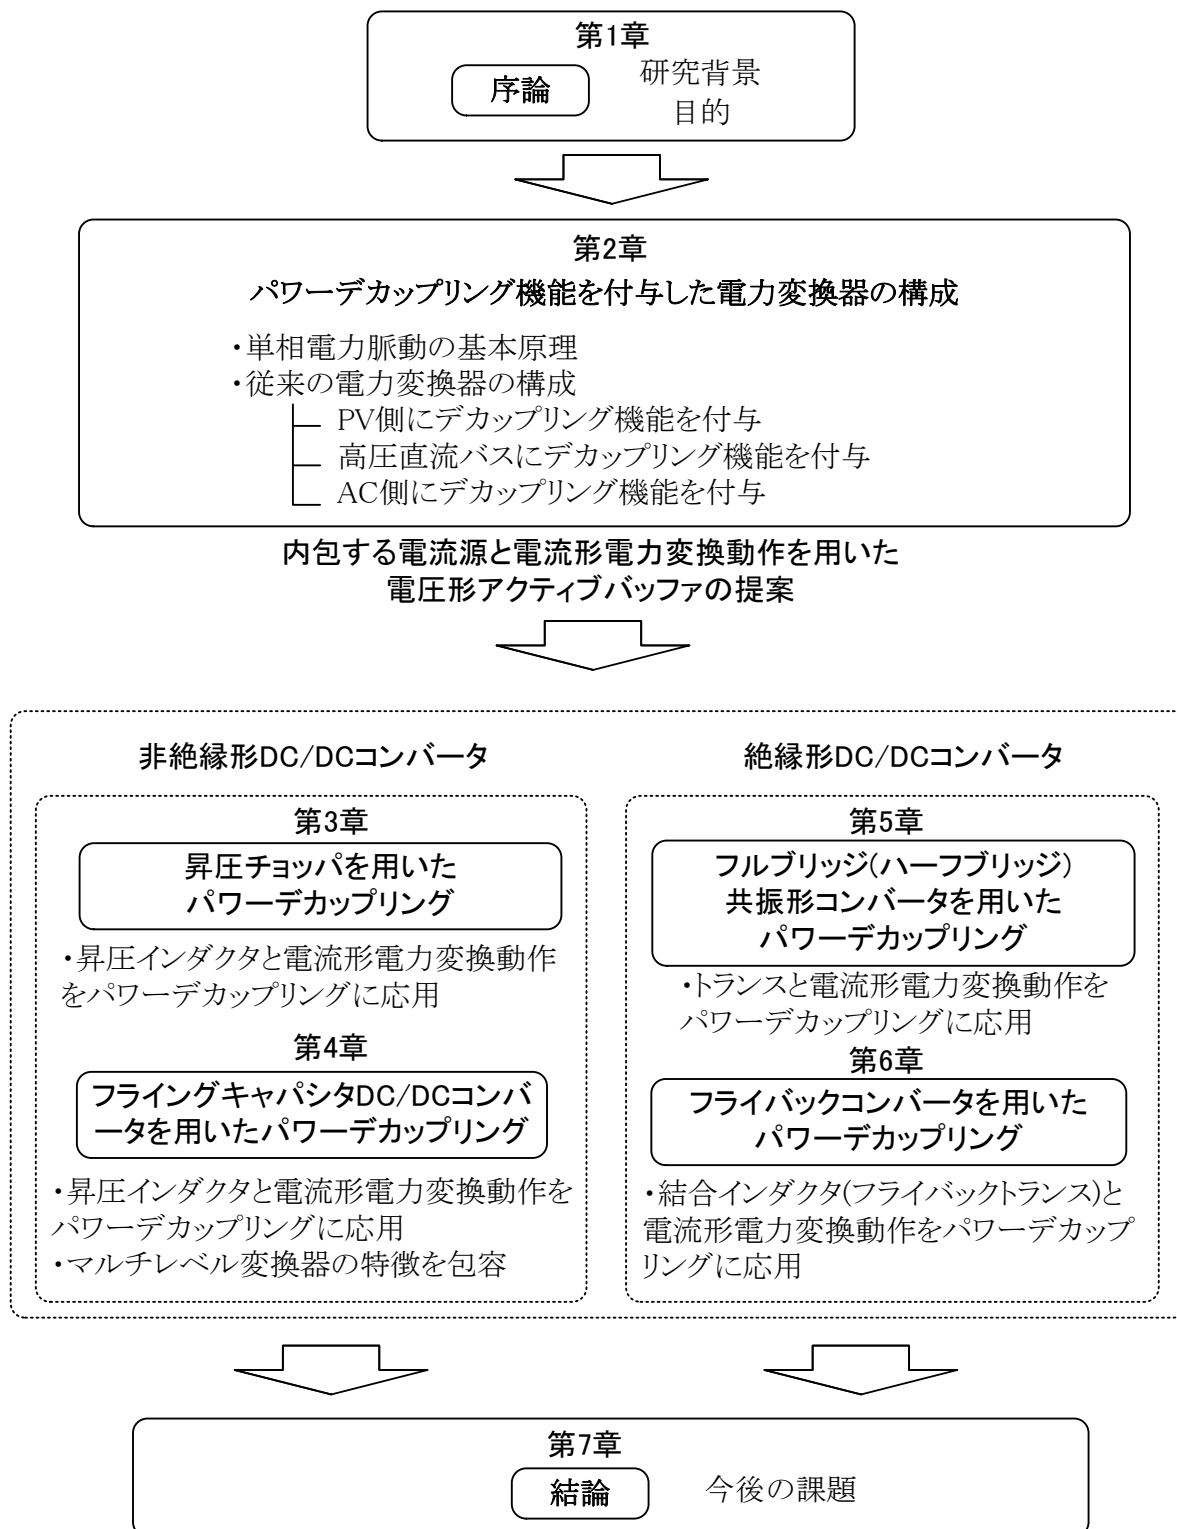 第1章
序論
研究背景
目的
第2章
パワーデカップリング機能を付与した電力変換器の構成
・単相電力脈動の基本原理
・従来の電力変換器の構成
PV側にデカップリング機能を付与
高圧直流バスにデカップリング機能を付与
AC側にデカップリング機能を付与
内包する電流源と電流形電力変換動作を用いた
電圧形アクティブバッファの提案
非絶縁形DC/DCコンバータ
第3章
昇圧チョッパを用いた
パワーデカップリング
・昇圧インダクタと電流形電力変換動作
をパワーデカップリングに応用
第4章
フライングキャパシタDC/DCコンバ
ータを用いたパワーデカップリング
・昇圧インダクタと電流形電力変換動作を
パワーデカップリングに応用
・マルチレベル変換器の特徴を包容
絶縁形DC/DCコンバータ
第5章
フルブリッジ(ハーフブリッジ)
共振形コンバータを用いた
パワーデカップリング
・トランスと電流形電力変換動作を
パワーデカップリングに応用
第6章
フライバックコンバータを用いた
パワーデカップリング
・結合インダクタ(フライバックトランス)と
電流形電力変換動作をパワーデカップ
リングに応用
第7章
結論
今後の課題